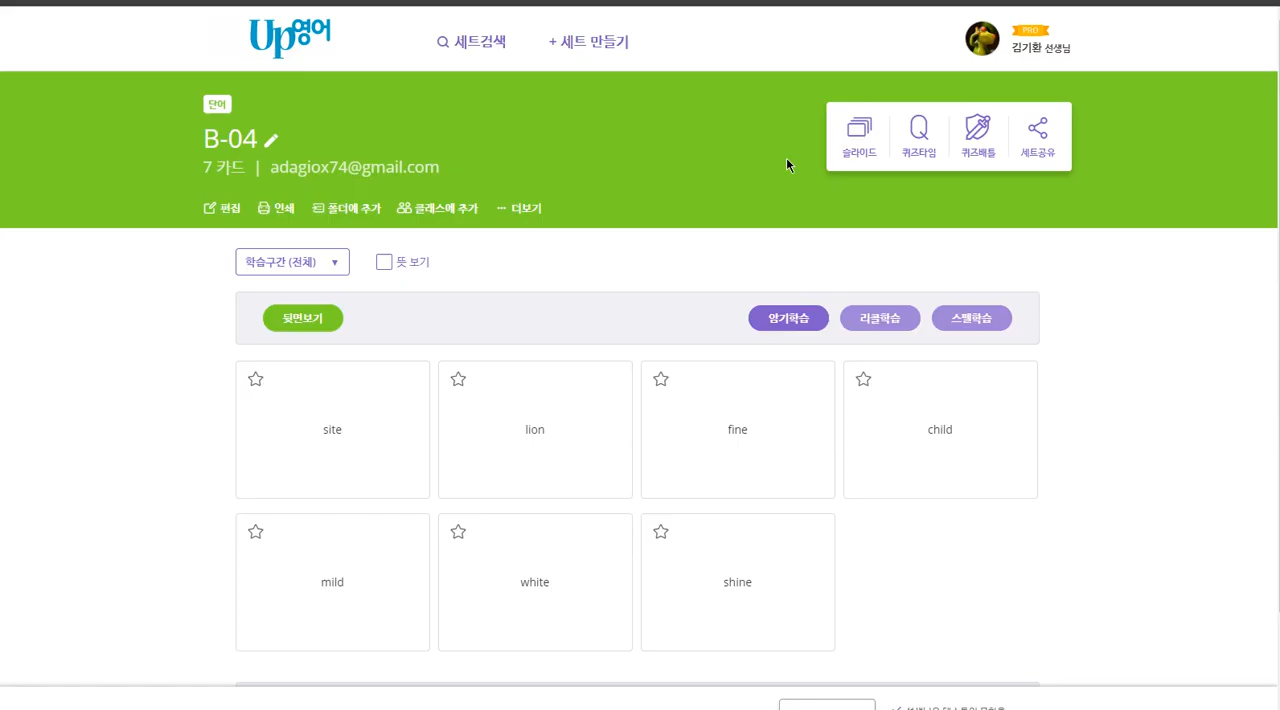 Up영어
세트검색
+ 세트 만들기
PRO
김기환 선생님
단어
B-04
7 카드 | adagiox74@gmail.com
편집
인쇄
폴더에 추가
클래스에 추가
··· 더보기
슬라이드
퀴즈타임
퀴즈배틀
세트공유
학습구간 (전체) ▼
뜻 보기
뒷면보기
암기학습
리콜학습
스펠학습
site
lion
fine
child
mild
white
shine